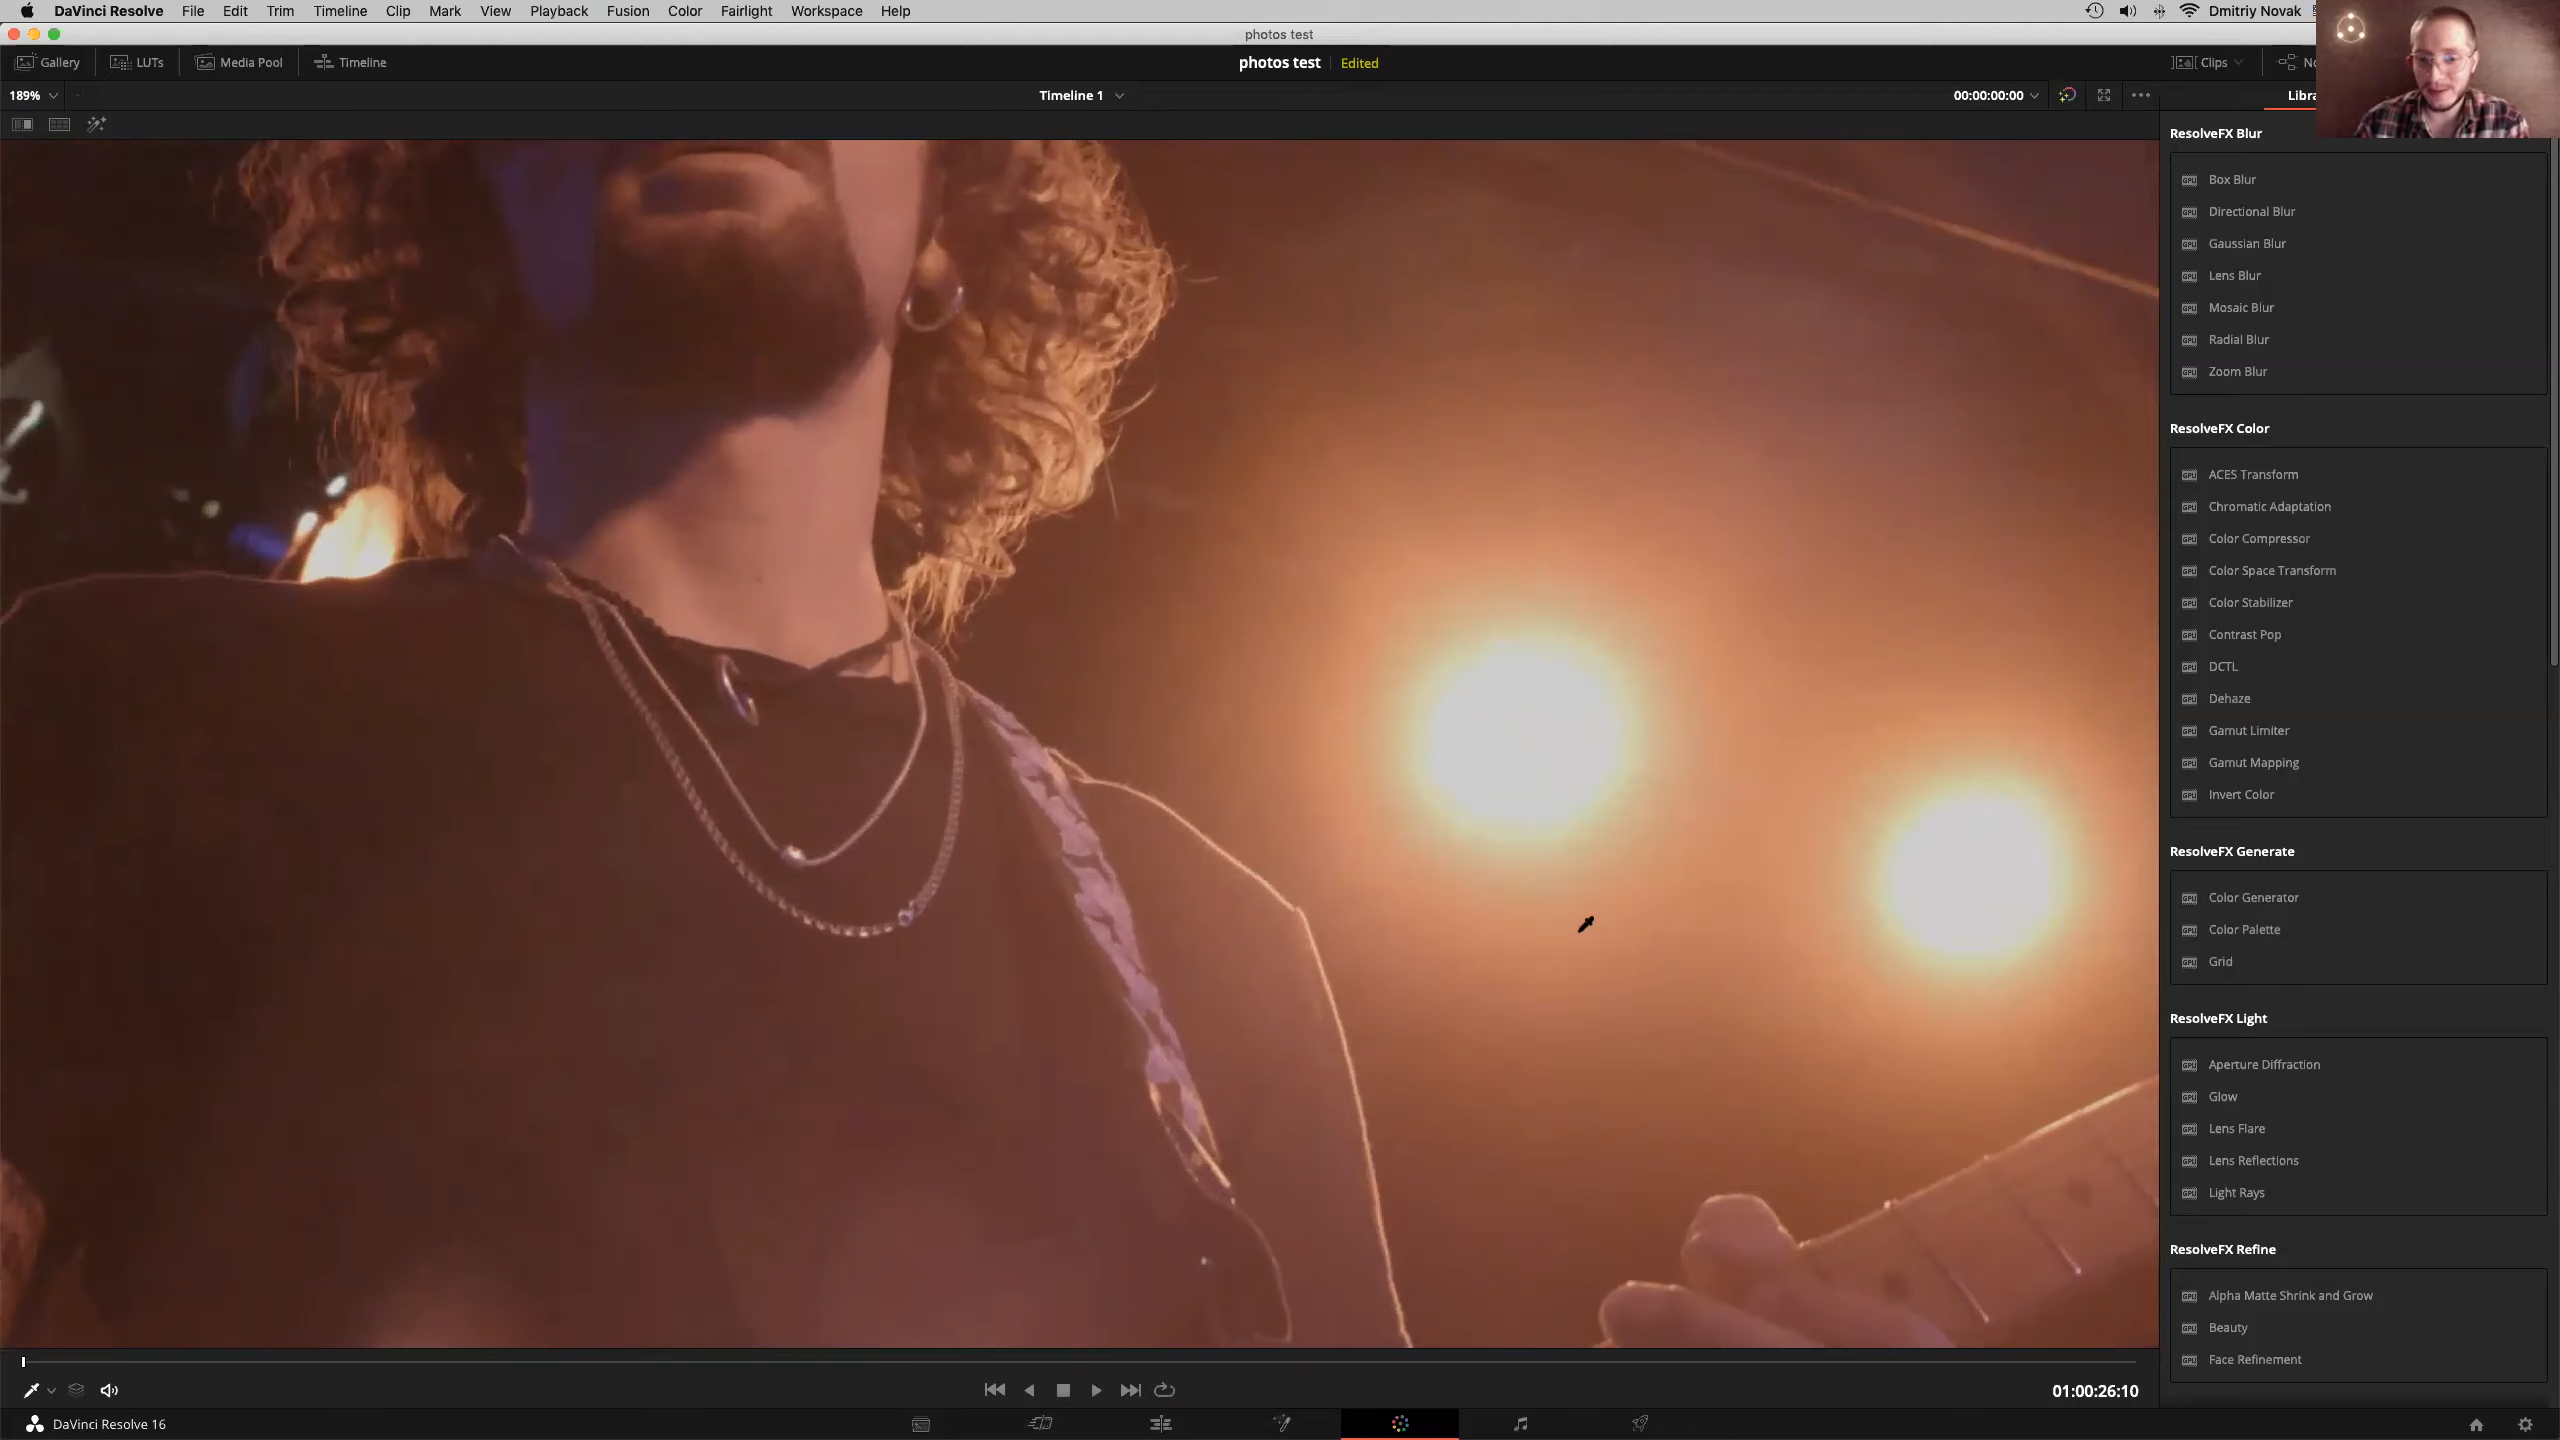 DaVinci Resolve File Edit Trim Timeline Clip Mark View Playback Fusion Color Fairlight Workspace Help
Dmitriy Novak
photos test
Gallery LUTs Media Pool Timeline
photos test Edited
Clips
189%
Timeline 1
00:00:00:00
ResolveFX Blur
Box Blur
Directional Blur
Gaussian Blur
Lens Blur
Mosaic Blur
Radial Blur
Zoom Blur
ResolveFX Color
ACES Transform
Chromatic Adaptation
Color Compressor
Color Space Transform
Color Stabilizer
Contrast Pop
DCTL
Dehaze
Gamut Limiter
Gamut Mapping
Invert Color
ResolveFX Generate
Color Generator
Color Palette
Grid
ResolveFX Light
Aperture Diffraction
Glow
Lens Flare
Lens Reflections
Light Rays
ResolveFX Refine
Alpha Matte Shrink and Grow
Beauty
Face Refinement
01:00:26:10
DaVinci Resolve 16